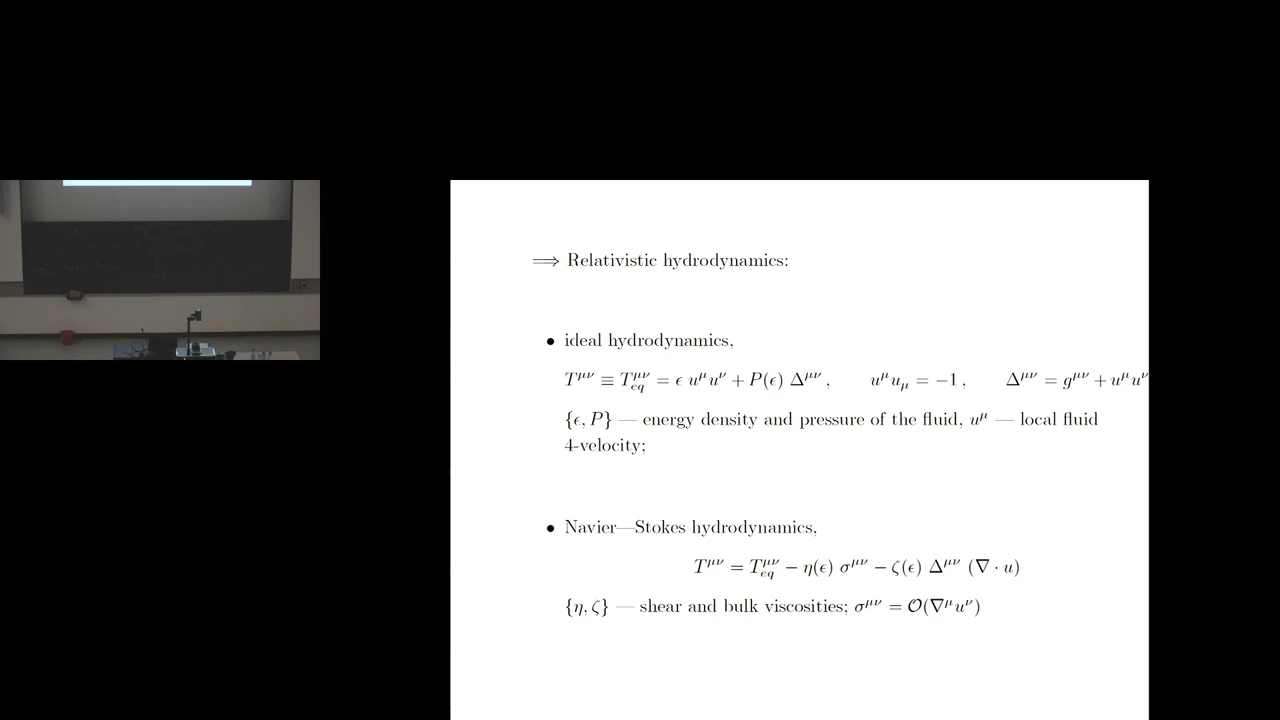 ⟹ Relativistic hydrodynamics:
• ideal hydrodynamics,
T^{μν} ≡ T^{μν}_{eq} = ϵ u^μ u^ν + P(ϵ) Δ^{μν} , u^μ u_μ = −1 , Δ^{μν} = g^{μν} + u^μ u^ν
{ϵ, P} — energy density and pressure of the fluid, u^μ — local fluid
4-velocity;
• Navier—Stokes hydrodynamics,
T^{μν} = T^{μν}_{eq} − η(ϵ) σ^{μν} − ζ(ϵ) Δ^{μν} (∇ · u)
{η, ζ} — shear and bulk viscosities; σ^{μν} = 𝒪(∇^μ u^ν)